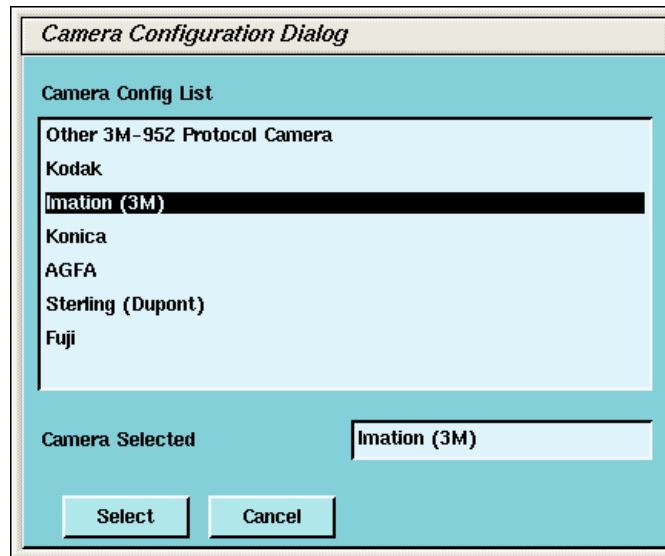 Camera Configuration Dialog
Camera Config List
Other 3M-952 Protocol Camera
Kodak
Imation (3M)
Konica
AGFA
Sterling (Dupont)
Fuji
Camera Selected Imation (3M)
Select Cancel